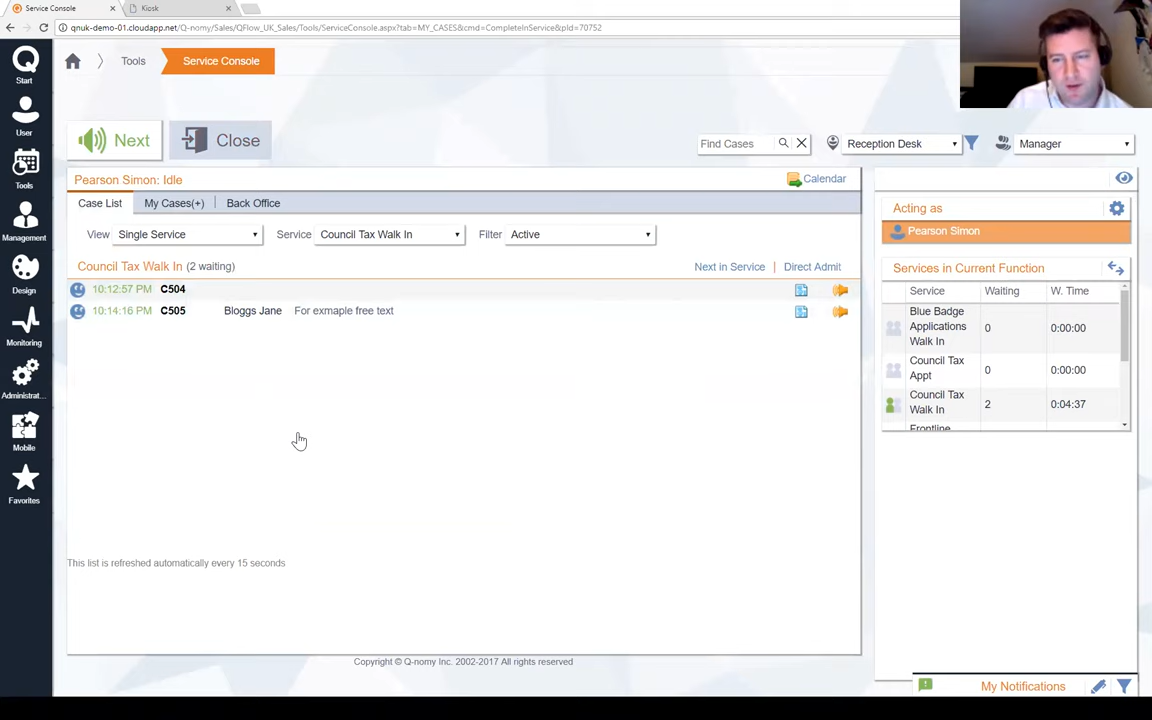 Service Console
Kiosk
qnuk-demo-01.cloudapp.net/Q-nomy/Sales/QFlow_UK_Sales/Tools/ServiceConsole.aspx?tab=MY_CASES&cmd=CompleteInService&pId=70752
Start
User
Tools
Management
Design
Monitoring
Administrat..
Mobile
Favorites
Tools
Service Console
Next
Close
Find Cases
Reception Desk
Manager
Pearson Simon: Idle
Calendar
Case List
My Cases(+)
Back Office
View
Single Service
Service
Council Tax Walk In
Filter
Active
Council Tax Walk In (2 waiting)
Next in Service | Direct Admit
10:12:57 PM C504
10:14:16 PM C505 Bloggs Jane For exmaple free text
This list is refreshed automatically every 15 seconds
Copyright © Q-nomy Inc. 2002-2017 All rights reserved
Acting as
Pearson Simon
Services in Current Function
Service Waiting W. Time
Blue Badge
Applications
Walk In
0 0:00:00
Council Tax
Appt
0 0:00:00
Council Tax
Walk In
2 0:04:37
Frontline
My Notifications